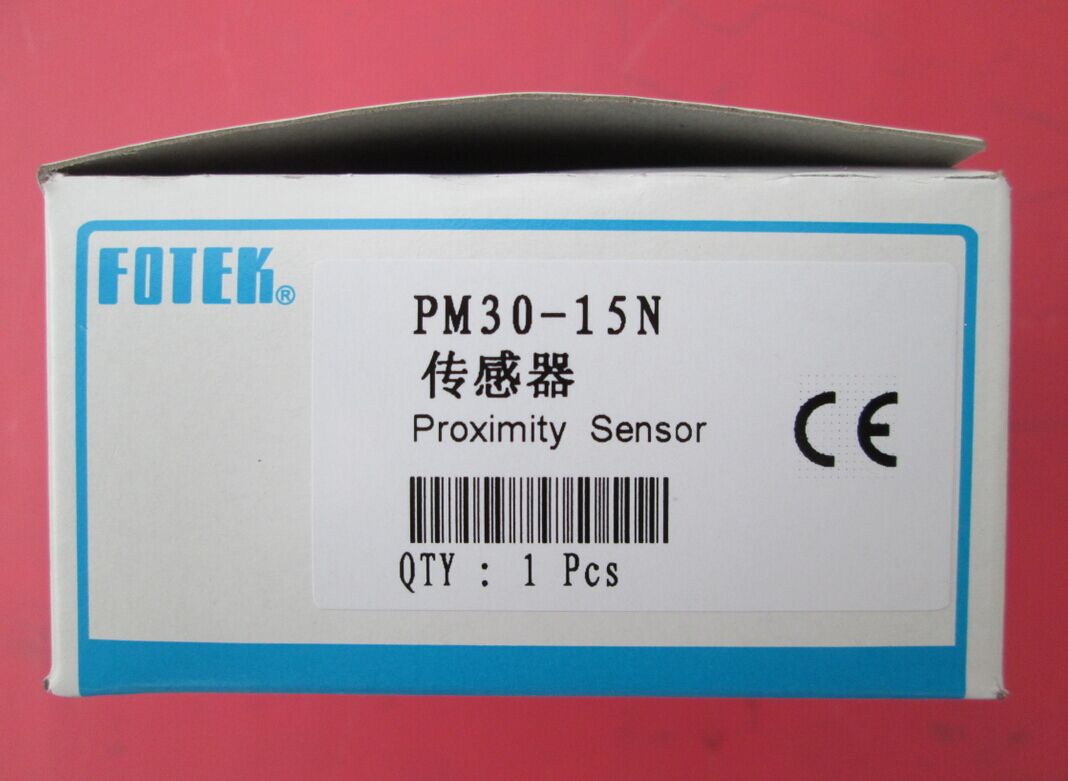 FOTEK®
PM30-15N
传感器
Proximity Sensor
CE
QTY : 1 Pcs